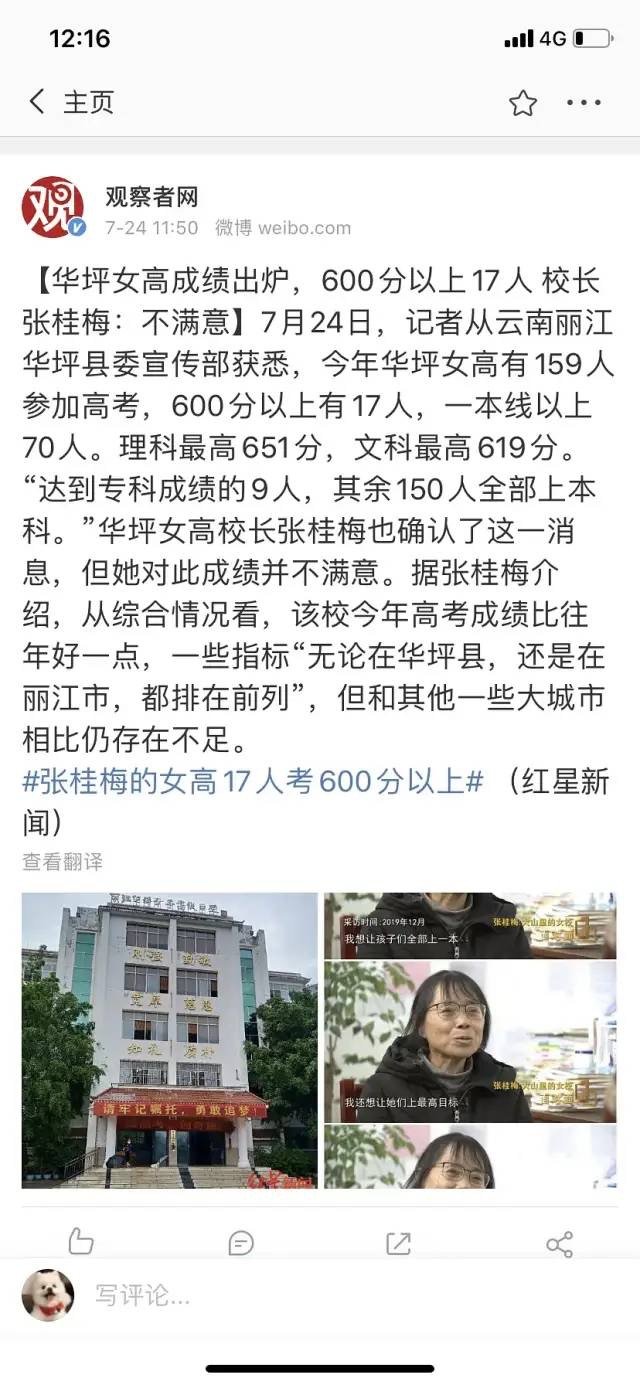 12:16
4G
主页
观
观察者网
7-24 11:50 微博 weibo.com
【华坪女高成绩出炉，600分以上17人 校长
张桂梅：不满意】7月24日，记者从云南丽江
华坪县委宣传部获悉，今年华坪女高有159人
参加高考，600分以上有17人，一本线以上
70人。理科最高651分，文科最高619分。
“达到专科成绩的9人，其余150人全部上本
科。”华坪女高校长张桂梅也确认了这一消
息，但她对此成绩并不满意。据张桂梅介
绍，从综合情况看，该校今年高考成绩比往
年好一点，一些指标“无论在华坪县，还是在
丽江市，都排在前列”，但和其他一些大城市
相比仍存在不足。
#张桂梅的女高17人考600分以上#（红星新
闻）
查看翻译
请牢记嘱托，勇敢追梦！
采访时间:2019年12月
我想让孩子们全部上一本
我还想让她们上最高目标
写评论...